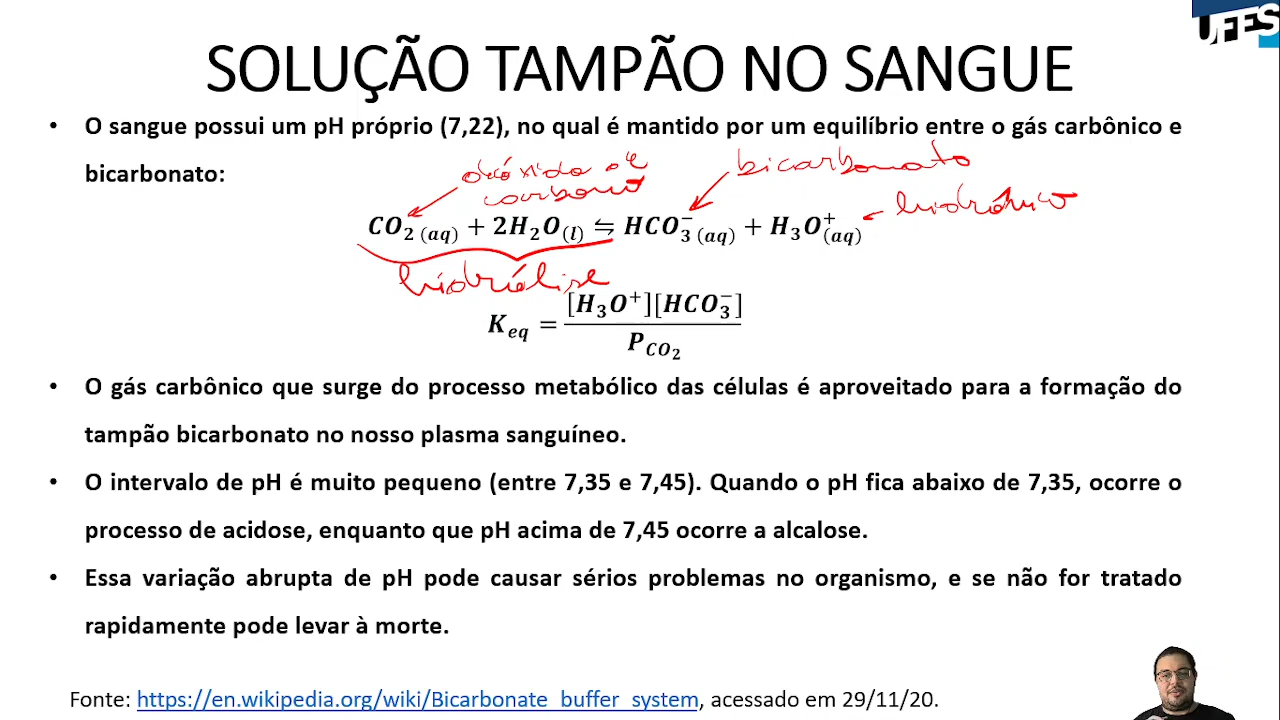 UFES
SOLUÇÃO TAMPÃO NO SANGUE
• O sangue possui um pH próprio (7,22), no qual é mantido por um equilíbrio entre o gás carbônico e
bicarbonato:
dióxido de
carbono
bicarbonato
hidrônio
CO₂ (aq) + 2H₂O(l) ⇋ HCO₃⁻ (aq) + H₃O⁺(aq)
hidrólise
Keq = [H₃O⁺][HCO₃⁻]
P CO₂
• O gás carbônico que surge do processo metabólico das células é aproveitado para a formação do
tampão bicarbonato no nosso plasma sanguíneo.
• O intervalo de pH é muito pequeno (entre 7,35 e 7,45). Quando o pH fica abaixo de 7,35, ocorre o
processo de acidose, enquanto que pH acima de 7,45 ocorre a alcalose.
• Essa variação abrupta de pH pode causar sérios problemas no organismo, e se não for tratado
rapidamente pode levar à morte.
Fonte: https://en.wikipedia.org/wiki/Bicarbonate_buffer_system, acessado em 29/11/20.